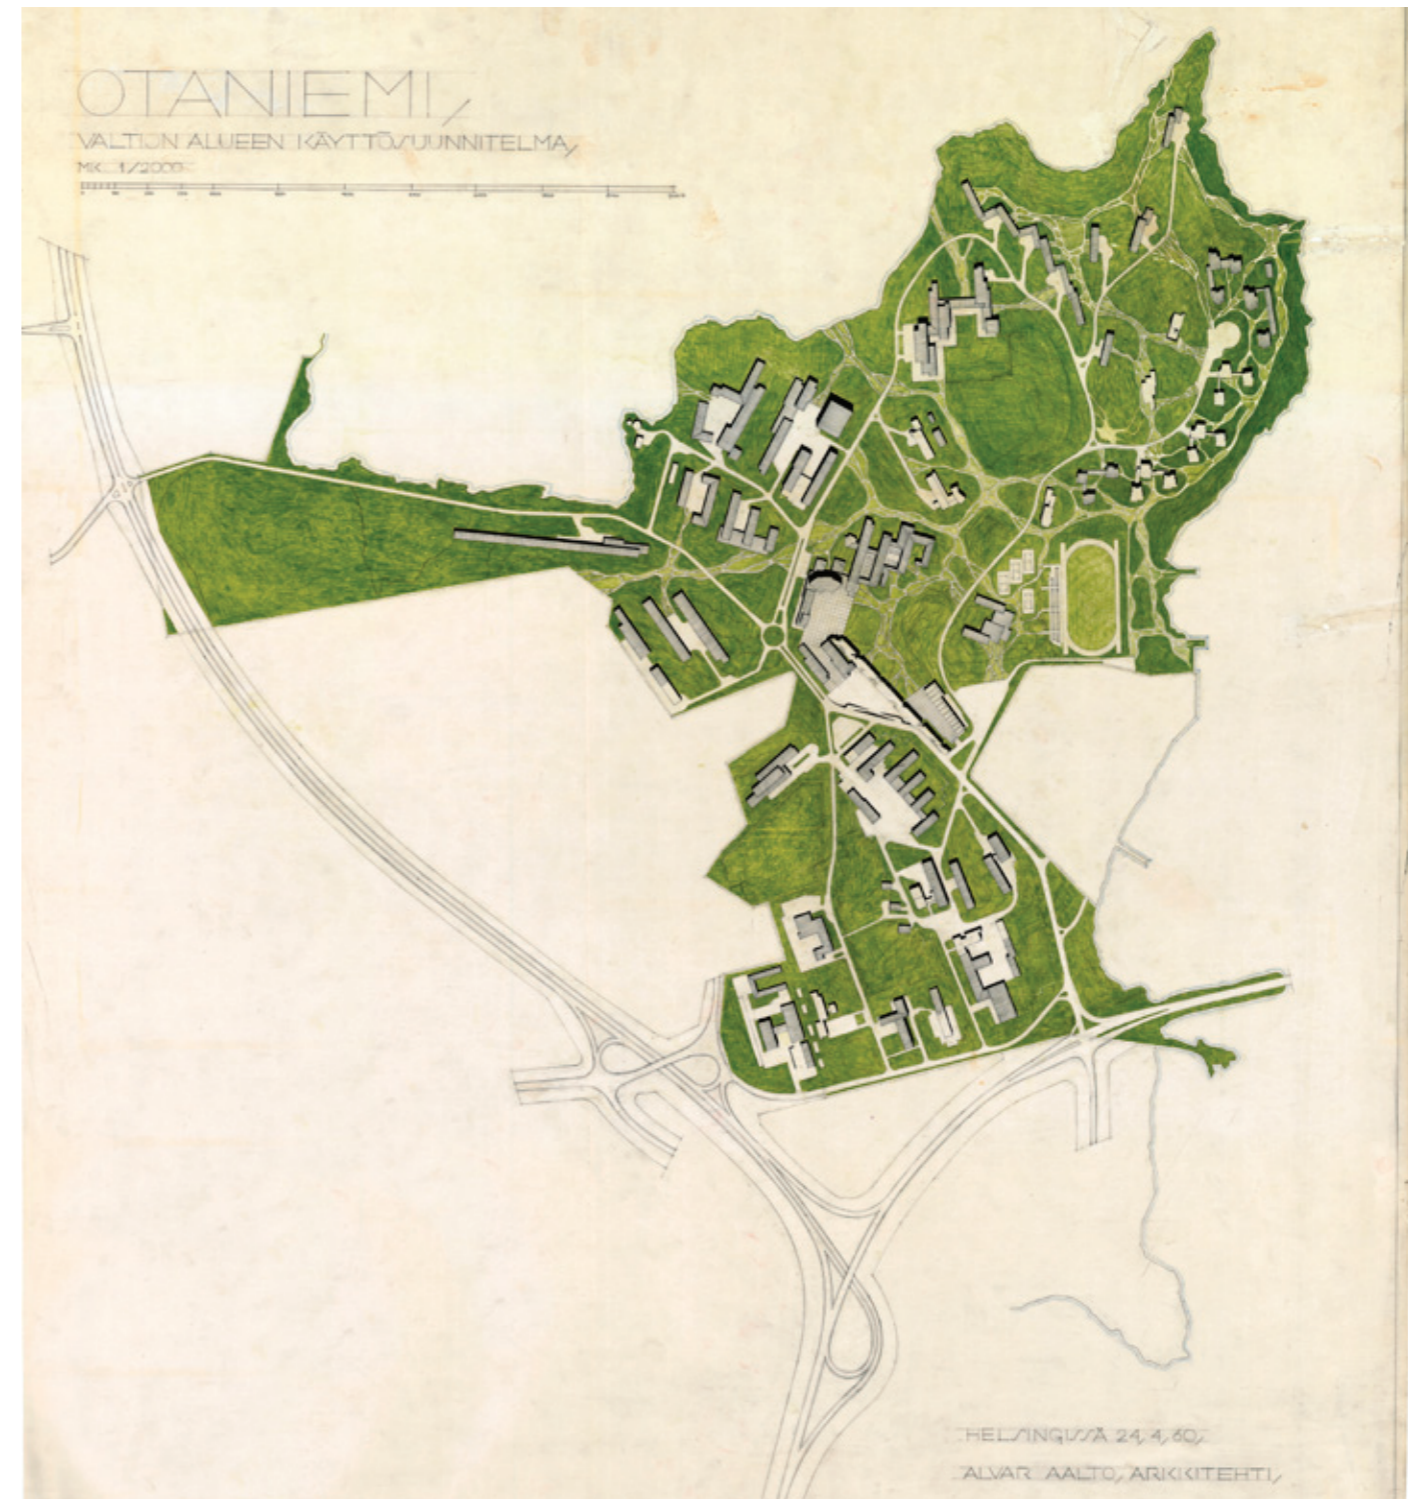 OTANIEMI,
VALTION ALUEEN KÄYTTÖSUUNNITELMA,
MK 1/2000
HELSINGISSÄ 24,4,60,
ALVAR AALTO, ARKKITEHTI,